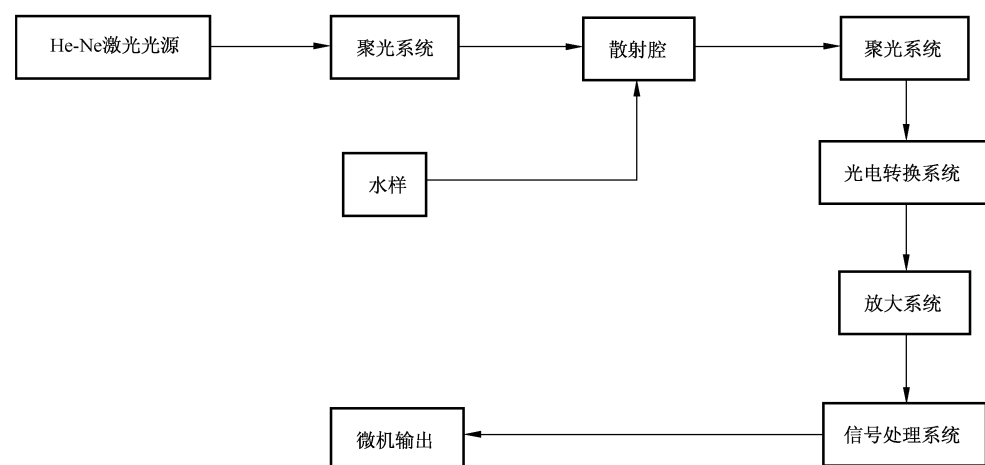 He-Ne激光光源
聚光系统
散射腔
聚光系统
水样
光电转换系统
放大系统
信号处理系统
微机输出